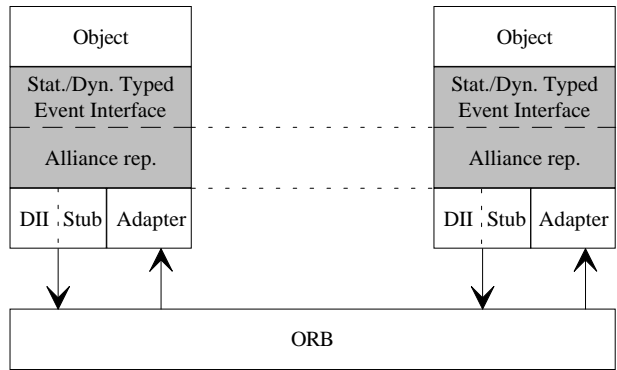 Object
Stat./Dyn. Typed
Event Interface
Alliance rep.
DII Stub Adapter
Object
Stat./Dyn. Typed
Event Interface
Alliance rep.
DII Stub Adapter
ORB